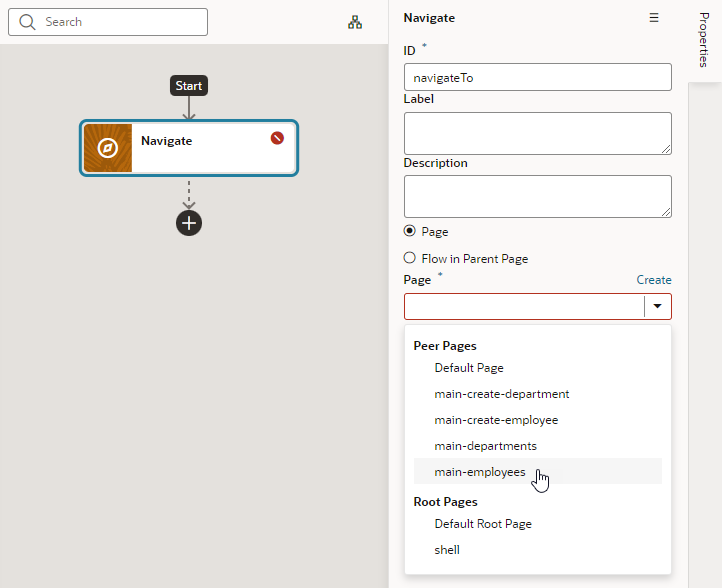 Search
Start
Navigate
Navigate
ID *
navigateTo
Label
Description
Page
Flow in Parent Page
Page *
Create
Peer Pages
Default Page
main-create-department
main-create-employee
main-departments
main-employees
Root Pages
Default Root Page
shell
Properties